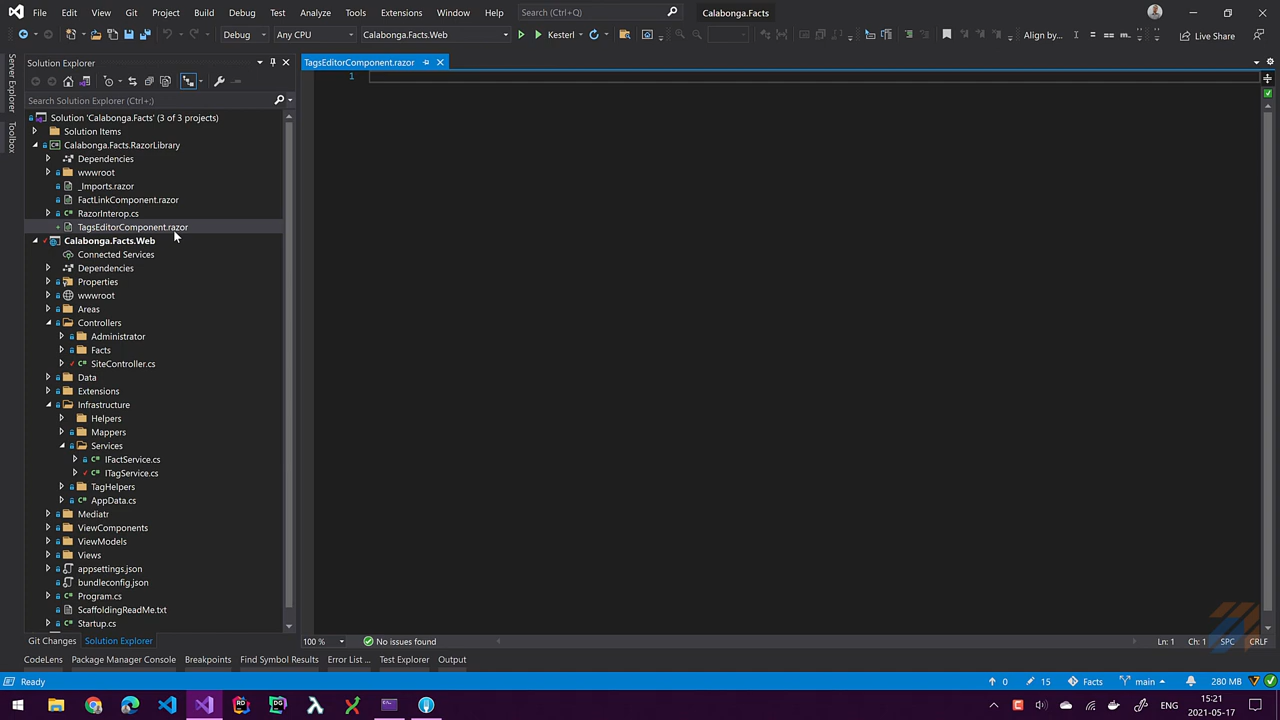 File Edit View Git Project Build Debug Test Analyze Tools Extensions Window Help Search (Ctrl+Q) Calabonga.Facts
Debug Any CPU Calabonga.Facts.Web Kestrel Align by... Live Share
Server Explorer
Toolbox
Solution Explorer
Search Solution Explorer (Ctrl+;)
Solution 'Calabonga.Facts' (3 of 3 projects)
Solution Items
Calabonga.Facts.RazorLibrary
Dependencies
wwwroot
_Imports.razor
FactLinkComponent.razor
RazorInterop.cs
TagsEditorComponent.razor
Calabonga.Facts.Web
Connected Services
Dependencies
Properties
wwwroot
Areas
Controllers
Administrator
Facts
SiteController.cs
Data
Extensions
Infrastructure
Helpers
Mappers
Services
IFactService.cs
ITagService.cs
TagHelpers
AppData.cs
Mediatr
ViewComponents
ViewModels
Views
appsettings.json
bundleconfig.json
Program.cs
ScaffoldingReadMe.txt
Startup.cs
Git Changes Solution Explorer
TagsEditorComponent.razor
1
100 % No issues found Ln: 1 Ch: 1 SPC CRLF
CodeLens Package Manager Console Breakpoints Find Symbol Results Error List ... Test Explorer Output
Ready 0 15 Facts main 280 MB
ENG 15:21
2021-05-17